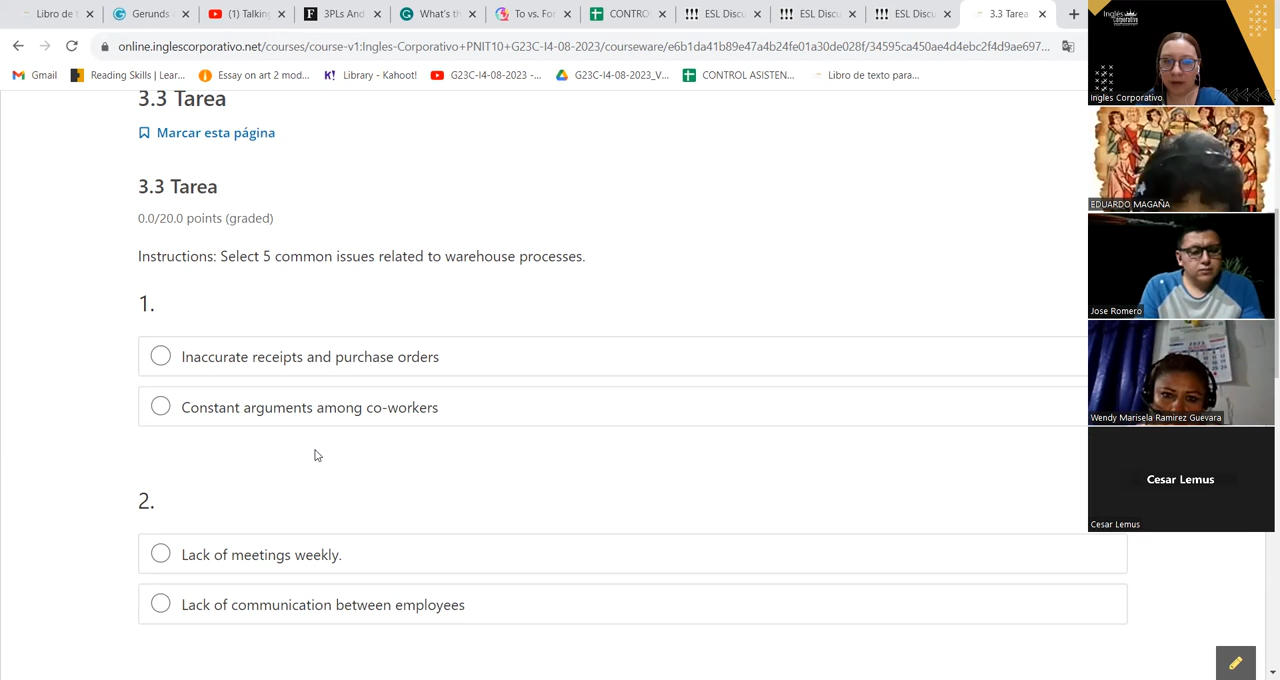 Libro de t
Gerunds
(1) Talkin
3PLs And
What's th
To vs. For
CONTRO
ESL Discu
ESL Discu
ESL Discu
3.3 Tarea
online.inglescorporativo.net/courses/course-v1:Ingles-Corporativo+PNIT10+G23C-I4-08-2023/courseware/e6b1da41b89e47a4b24fe01a30de028f/34595ca450ae4d4ebc2f4d9ae697...
Gmail
Reading Skills | Lear...
Essay on art 2 mod...
Library - Kahoot!
G23C-I4-08-2023 -...
G23C-I4-08-2023_V...
CONTROL ASISTEN...
Libro de texto para...
3.3 Tarea
Marcar esta página
3.3 Tarea
0.0/20.0 points (graded)
Instructions: Select 5 common issues related to warehouse processes.
1.
Inaccurate receipts and purchase orders
Constant arguments among co-workers
2.
Lack of meetings weekly.
Lack of communication between employees
Inglés
Corporativo
Ingles Corporativo
EDUARDO MAGAÑA
Jose Romero
Wendy Marisela Ramirez Guevara
Cesar Lemus
Cesar Lemus